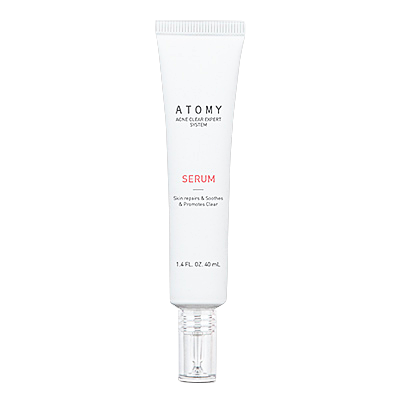 ATOMY
ACNE CLEAR EXPERT
SYSTEM
SERUM
Skin repairs & Soothes
& Promotes Clear
1.4 FL. OZ. 40 mL